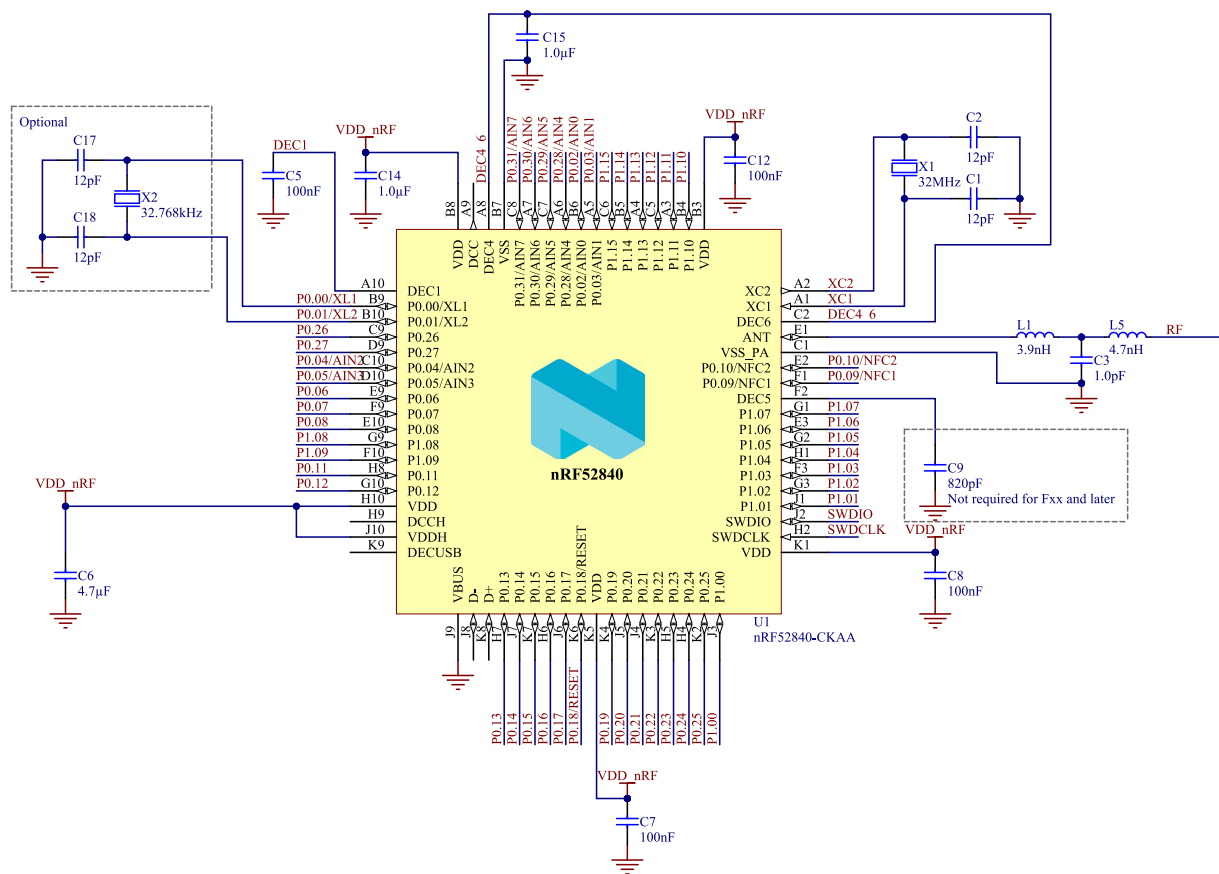 C15
1.0µF
Optional
C17
12pF
X2
32.768kHz
C18
12pF
DEC1
C5
100nF
VDD_nRF
C14
1.0µF
DEC4_6
P0.31/AIN7
P0.30/AIN6
P0.29/AIN5
P0.28/AIN4
P0.02/AIN0
P0.03/AIN1
P1.15
P1.14
P1.13
P1.12
P1.11
P1.10
VDD_nRF
C12
100nF
C2
12pF
X1
32MHz
C1
12pF
B8
A9
A8
B7
C8
A7
C7
A6
B6
A5
C6
B5
A4
C5
A3
B4
B3
VDD
DCC
DEC4
VSS
P0.31/AIN7
P0.30/AIN6
P0.29/AIN5
P0.28/AIN4
P0.02/AIN0
P0.03/AIN1
P1.15
P1.14
P1.13
P1.12
P1.11
P1.10
VDD
A10 DEC1
P0.00/XL1 B9 P0.00/XL1
P0.01/XL2 B10 P0.01/XL2
P0.26 C9 P0.26
P0.27 D9 P0.27
P0.04/AIN2 C10 P0.04/AIN2
P0.05/AIN3 D10 P0.05/AIN3
P0.06 E9 P0.06
P0.07 F9 P0.07
P0.08 E10 P0.08
P1.08 G9 P1.08
P1.09 F10 P1.09
P0.11 H8 P0.11
P0.12 G10 P0.12
H10 VDD
H9 DCCH
J10 VDDH
K9 DECUSB
VDD_nRF
C6
4.7µF
nRF52840
XC2 A2 XC2
XC1 A1 XC1
DEC6 C2 DEC4_6
ANT E1
VSS_PA C1
P0.10/NFC2 E2 P0.10/NFC2
P0.09/NFC1 F1 P0.09/NFC1
DEC5 F2
P1.07 G1 P1.07
P1.06 E3 P1.06
P1.05 G2 P1.05
P1.04 H1 P1.04
P1.03 F3 P1.03
P1.02 G3 P1.02
P1.01 J1 P1.01
SWDIO J2 SWDIO
SWDCLK H2 SWDCLK
VDD K1
L1
3.9nH
L5
4.7nH
RF
C3
1.0pF
C9
820pF
Not required for Fxx and later
VDD_nRF
C8
100nF
VBUS
D-
D+
P0.13
P0.14
P0.15
P0.16
P0.17
P0.18/RESET
VDD
P0.19
P0.20
P0.21
P0.22
P0.23
P0.24
P0.25
P1.00
J9
J8
K8
H7
J7
K7
H6
J6
K6
K5
K4
J5
J4
K3
H5
H4
K2
J3
U1
nRF52840-CKAA
P0.13
P0.14
P0.15
P0.16
P0.17
P0.18/RESET
P0.19
P0.20
P0.21
P0.22
P0.23
P0.24
P0.25
P1.00
VDD_nRF
C7
100nF